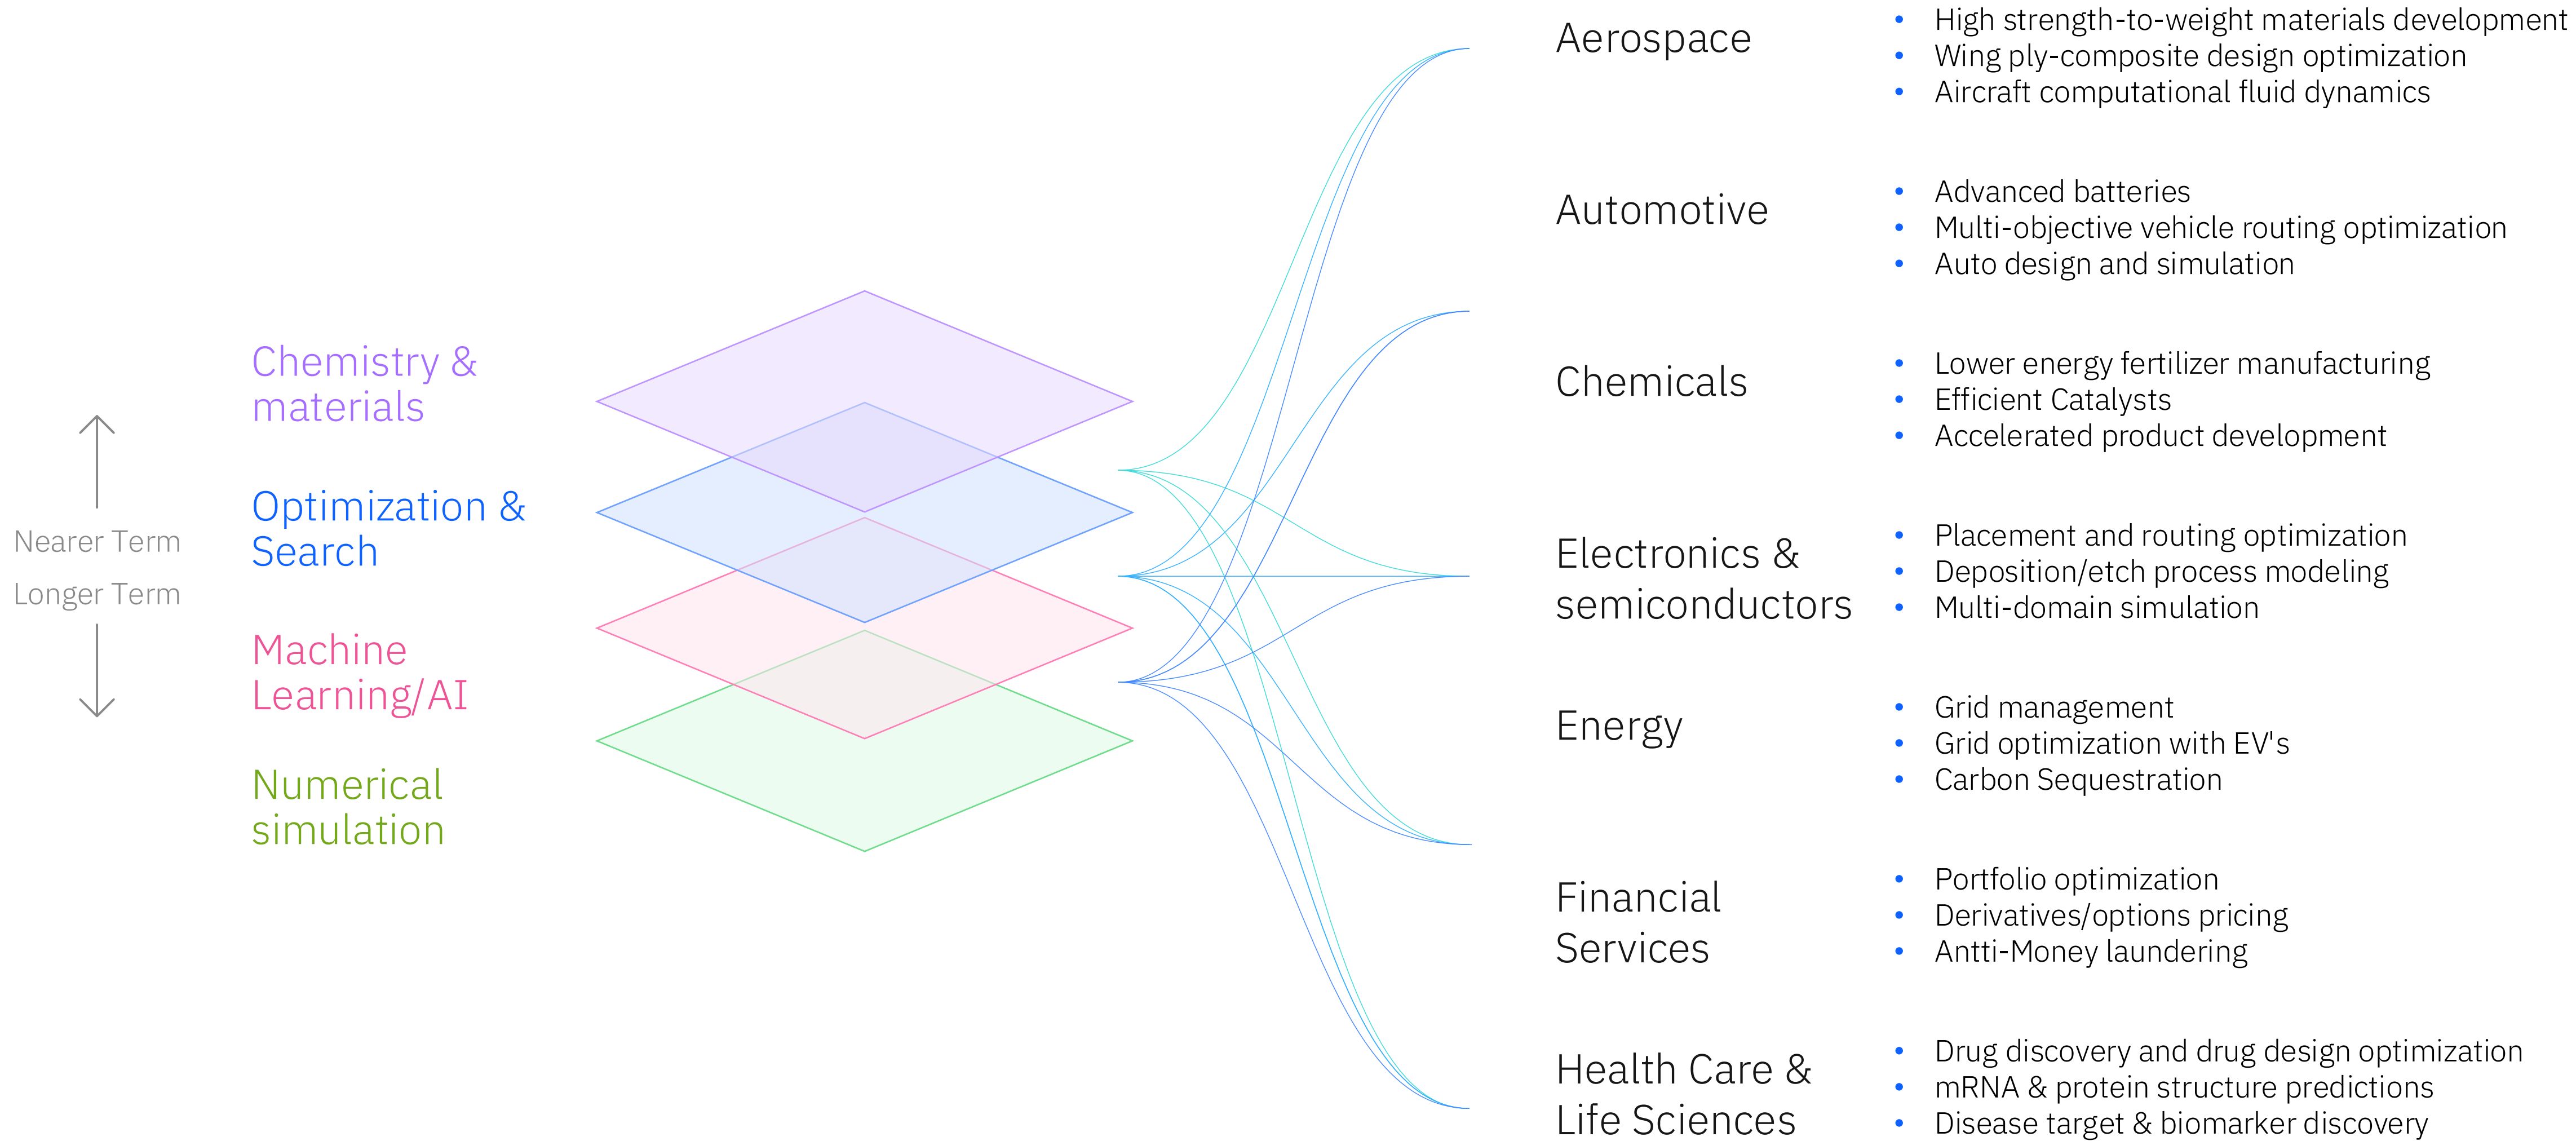 Nearer Term
Longer Term
Chemistry &
materials
Optimization &
Search
Machine
Learning/AI
Numerical
simulation
Aerospace
High strength-to-weight materials development
Wing ply-composite design optimization
Aircraft computational fluid dynamics
Automotive
Advanced batteries
Multi-objective vehicle routing optimization
Auto design and simulation
Chemicals
Lower energy fertilizer manufacturing
Efficient Catalysts
Accelerated product development
Electronics &
semiconductors
Placement and routing optimization
Deposition/etch process modeling
Multi-domain simulation
Energy
Grid management
Grid optimization with EV's
Carbon Sequestration
Financial
Services
Portfolio optimization
Derivatives/options pricing
Antti-Money laundering
Health Care &
Life Sciences
Drug discovery and drug design optimization
mRNA & protein structure predictions
Disease target & biomarker discovery